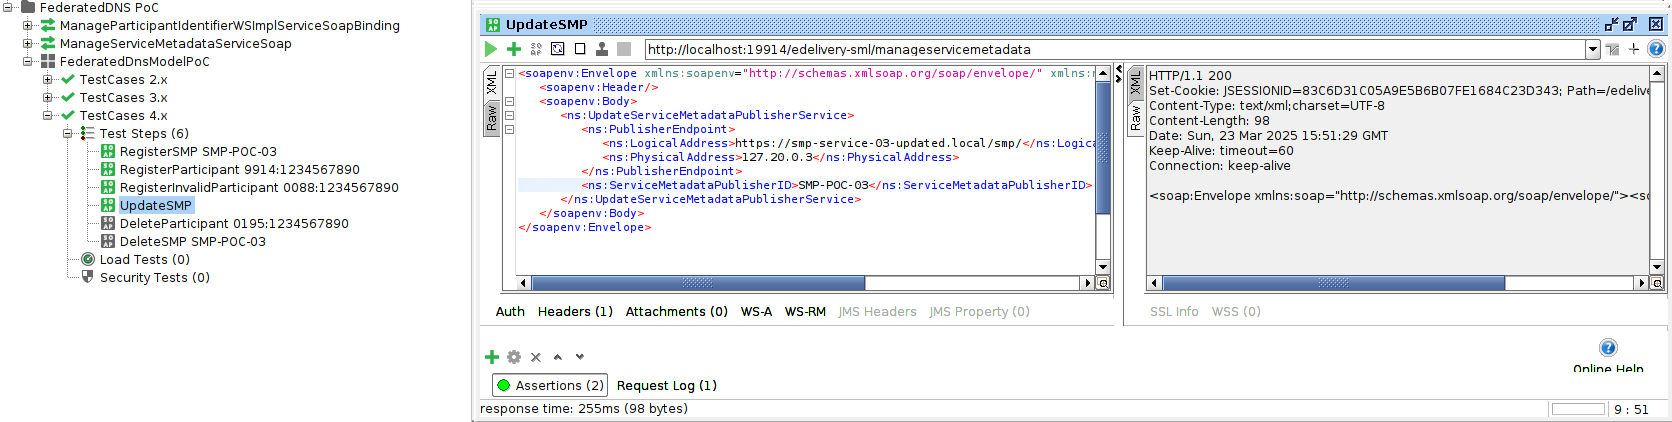 FederatedDNS PoC
ManageParticipantIdentifierWSImplServiceSoapBinding
ManageServiceMetadataServiceSoap
FederatedDnsModelPoC
TestCases 2.x
TestCases 3.x
TestCases 4.x
Test Steps (6)
RegisterSMP SMP-POC-03
RegisterParticipant 9914:1234567890
RegisterInvalidParticipant 0088:1234567890
UpdateSMP
DeleteParticipant 0195:1234567890
DeleteSMP SMP-POC-03
Load Tests (0)
Security Tests (0)
UpdateSMP
http://localhost:19914/edelivery-sml/manageservicemetadata
XML
Raw
<soapenv:Envelope xmlns:soapenv="http://schemas.xmlsoap.org/soap/envelope/" xmlns:
<soapenv:Header/>
<soapenv:Body>
<ns:UpdateServiceMetadataPublisherService>
<ns:PublisherEndpoint>
<ns:LogicalAddress>https://smp-service-03-updated.local/smp/</ns:Logica
<ns:PhysicalAddress>127.20.0.3</ns:PhysicalAddress>
</ns:PublisherEndpoint>
<ns:ServiceMetadataPublisherID>SMP-POC-03</ns:ServiceMetadataPublisherID>
</ns:UpdateServiceMetadataPublisherService>
</soapenv:Body>
</soapenv:Envelope>
XML
Raw
HTTP/1.1 200
Set-Cookie: JSESSIONID=83C6D31C05A9E5B6B07FE1684C23D343; Path=/edelive
Content-Type: text/xml;charset=UTF-8
Content-Length: 98
Date: Sun, 23 Mar 2025 15:51:29 GMT
Keep-Alive: timeout=60
Connection: keep-alive
<soap:Envelope xmlns:soap="http://schemas.xmlsoap.org/soap/envelope/"><so
Auth Headers (1) Attachments (0) WS-A WS-RM JMS Headers JMS Property (0)
SSL Info WSS (0)
Online Help
Assertions (2) Request Log (1)
response time: 255ms (98 bytes)
9 : 51